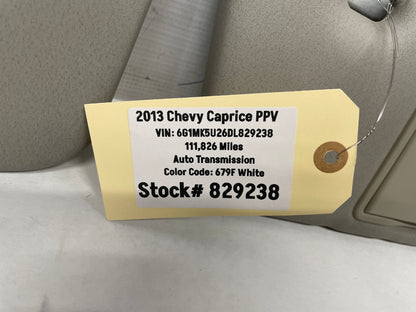 2013 Chevy Caprice PPV
VIN: 6G1MK5U26DL829238
111,826 Miles
Auto Transmission
Color Code: 679F White
Stock# 829238